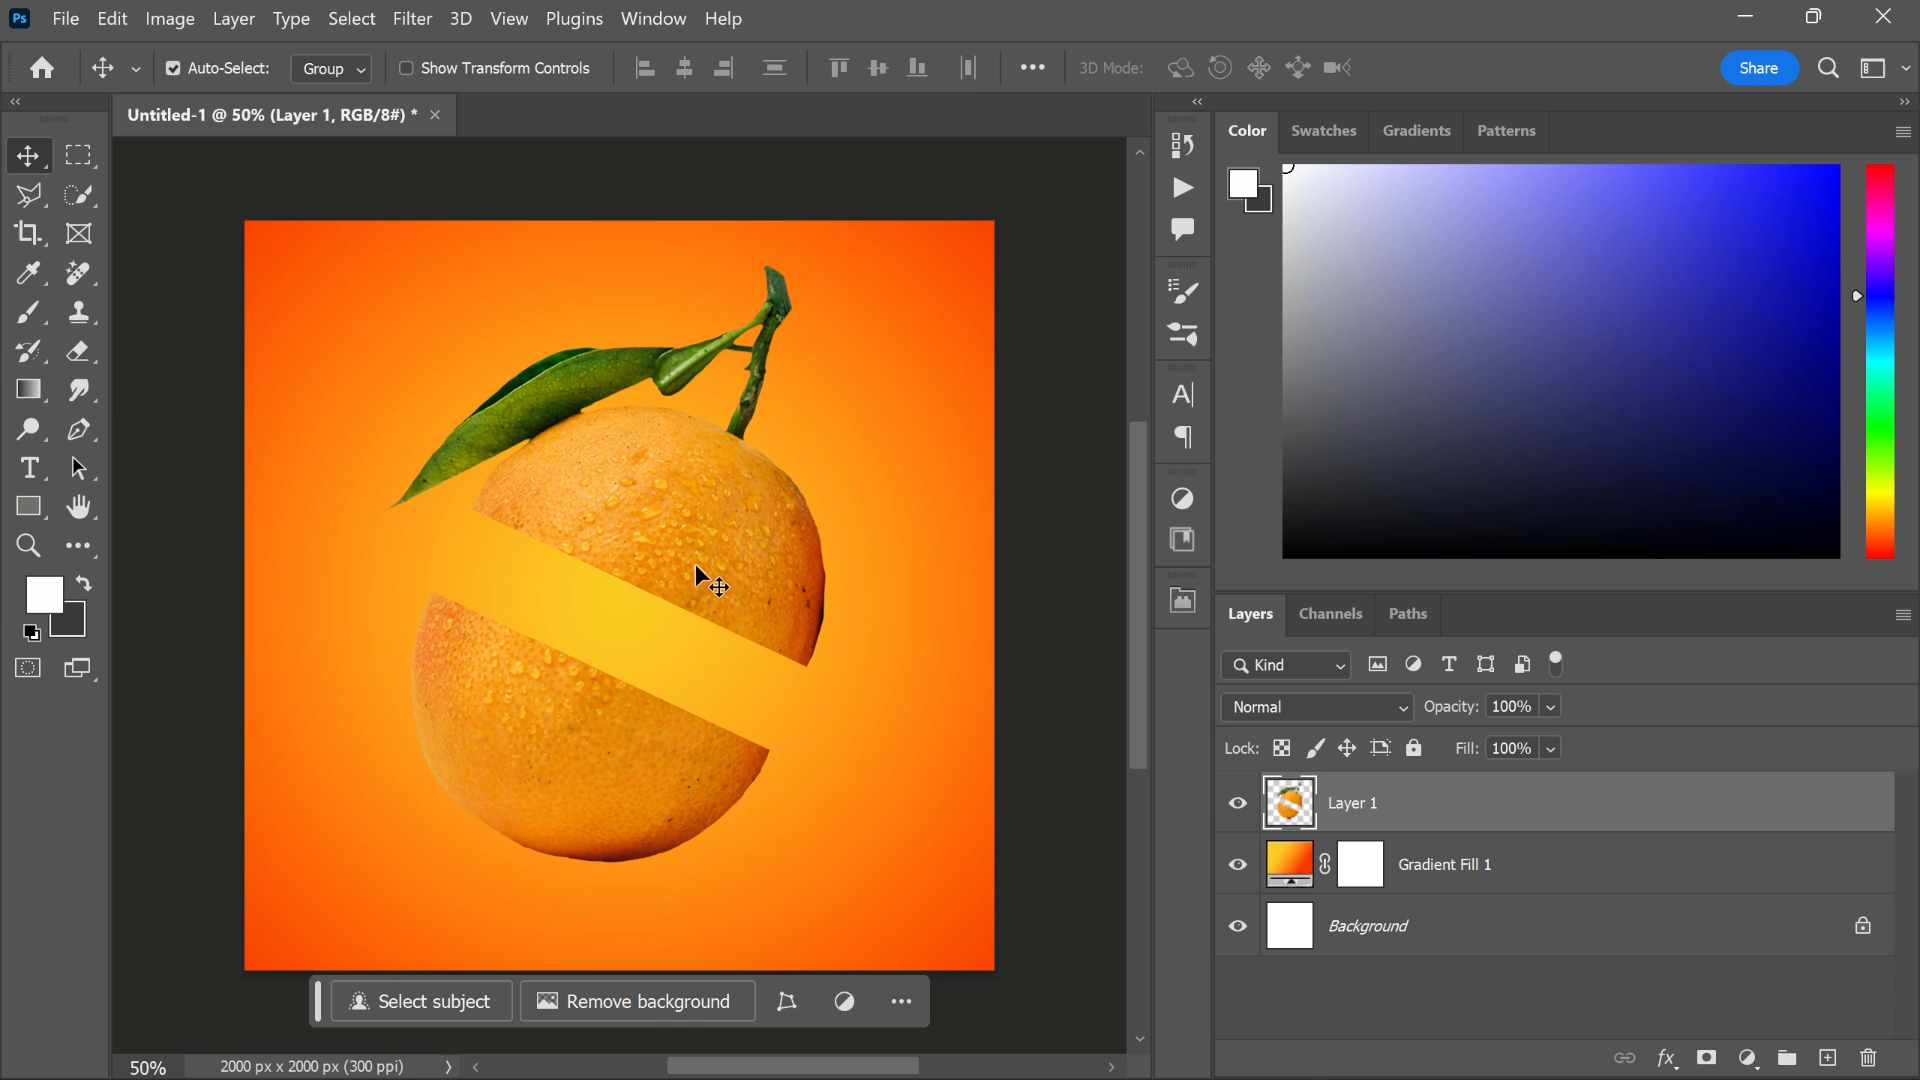 Ps File Edit Image Layer Type Select Filter 3D View Plugins Window Help
Auto-Select: Group Show Transform Controls 3D Mode: Share
Untitled-1 @ 50% (Layer 1, RGB/8#) *
Color Swatches Gradients Patterns
Layers Channels Paths
Kind
Normal Opacity: 100%
Lock: Fill: 100%
Layer 1
Gradient Fill 1
Background
Select subject Remove background
50% 2000 px x 2000 px (300 ppi)